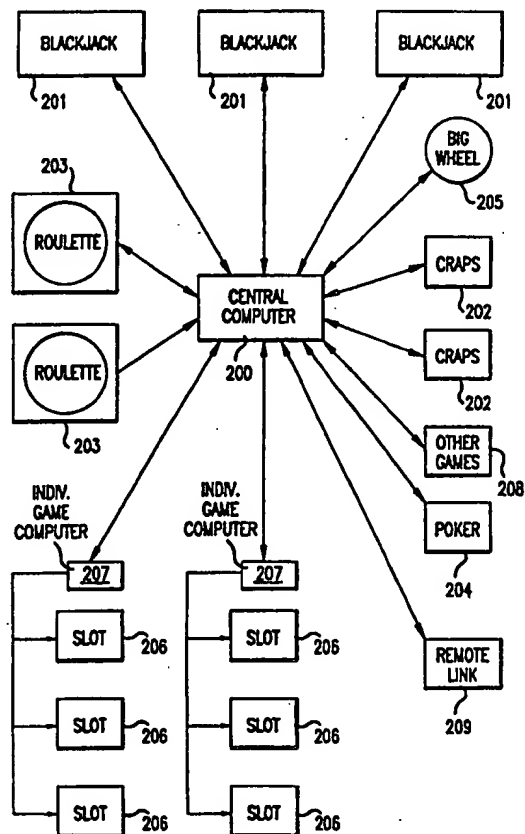 BLACKJACK
BLACKJACK
BLACKJACK
201
201
201
BIG
WHEEL
205
203
ROULETTE
CRAPS
202
CENTRAL
COMPUTER
200
ROULETTE
203
CRAPS
202
OTHER
GAMES
208
POKER
204
INDIV.
GAME
COMPUTER
207
INDIV.
GAME
COMPUTER
207
SLOT
206
SLOT
206
REMOTE
LINK
209
SLOT
206
SLOT
206
SLOT
206
SLOT
206